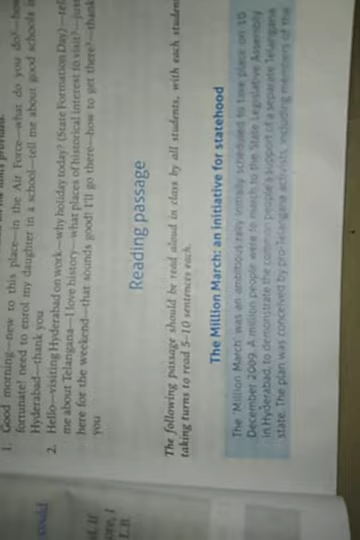 1. Good morning—new to this place—in the Air Force—what do you do?—how
fortunate! need to enrol my daughter in a school—tell me about good schools in
Hyderabad—thank you
2. Hello—visiting Hyderabad on work—why holiday today? (State Formation Day)—tell
me about Telangana—I love history—what places of historical interest to visit?—just
here for the weekend—that sounds good! I'll go there—how to get there?—thank
you
Reading passage
The following passage should be read aloud in class by all students, with each student
taking turns to read 5–10 sentences each.
The Million March: an initiative for statehood
The 'Million March' was an ambitious rally initially scheduled to take place on 10
December 2009. A million people were to march to the State Legislative Assembly
in Hyderabad, to demonstrate the common people's support of a separate Telangana
state. The plan was conceived by pro-Telangana activists, including members of the
could